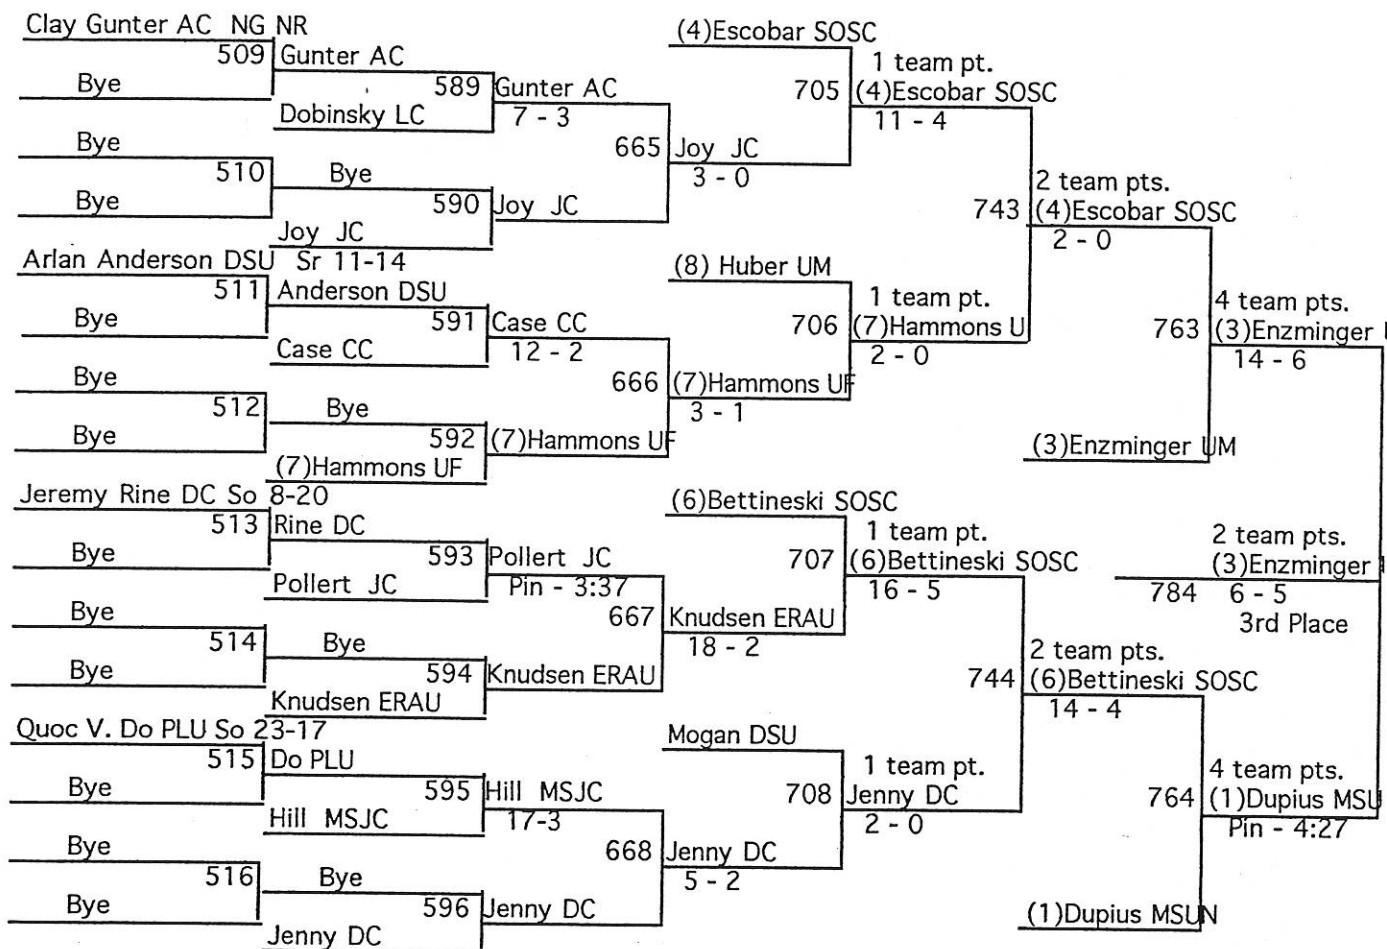 Clay Gunter AC NG NR
509
Bye
Gunter AC
589
Dobinsky LC
Gunter AC
7 - 3
Bye
510
Bye
Bye
590
Joy JC
Joy JC
665
Joy JC
3 - 0
(4)Escobar SOSC
705
1 team pt.
(4)Escobar SOSC
11 - 4
Arlan Anderson DSU Sr 11-14
511
Bye
Anderson DSU
591
Case CC
Case CC
12 - 2
Bye
512
Bye
Bye
592
(7)Hammons UF
(7)Hammons UF
666
(7)Hammons UF
3 - 1
(8) Huber UM
706
1 team pt.
(7)Hammons U
2 - 0
743
2 team pts.
(4)Escobar SOSC
2 - 0
763
(3)Enzminger UM
4 team pts.
(3)Enzminger
14 - 6
Jeremy Rine DC So 8-20
513
Bye
Rine DC
593
Pollert JC
Pollert JC
Pin - 3:37
Bye
514
Bye
Bye
594
Knudsen ERAU
Knudsen ERAU
667
Knudsen ERAU
18 - 2
(6)Bettineski SOSC
707
1 team pt.
(6)Bettineski SOSC
16 - 5
Quoc V. Do PLU So 23-17
515
Bye
Do PLU
595
Hill MSJC
Hill MSJC
17-3
Bye
516
Bye
Bye
596
Jenny DC
Jenny DC
668
Jenny DC
5 - 2
Mogan DSU
708
1 team pt.
Jenny DC
2 - 0
744
2 team pts.
(6)Bettineski SOSC
14 - 4
764
(1)Dupius MSUN
4 team pts.
(1)Dupius MSU
Pin - 4:27
784
2 team pts.
(3)Enzminger
6 - 5
3rd Place